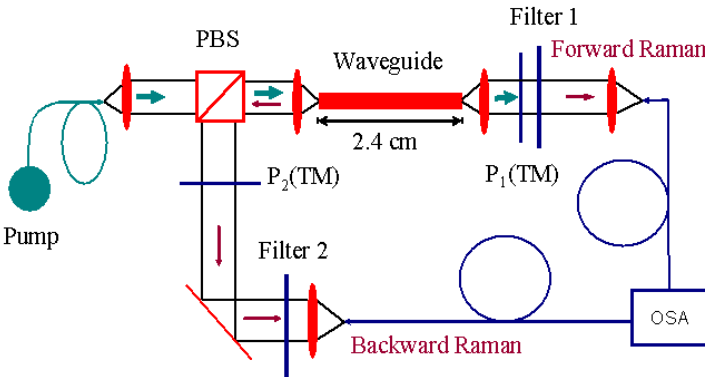 Filter 1
PBS
Forward Raman
Waveguide
2.4 cm
P₂(TM)
P₁(TM)
Pump
Filter 2
OSA
Backward Raman